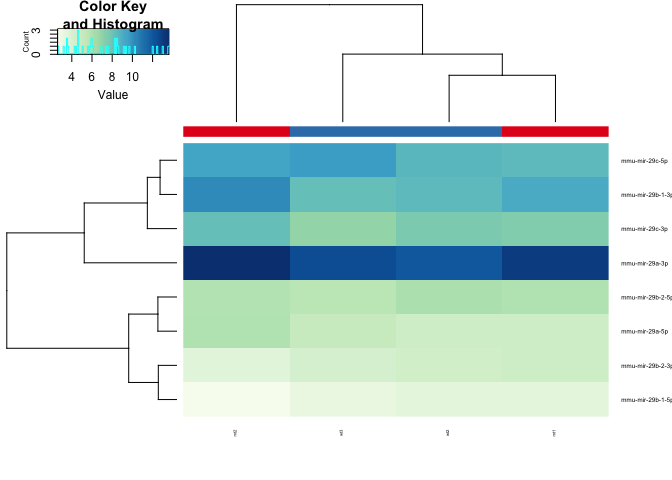 Color Key
and Histogram
Count
0 3
4 6 8 10
Value
mmu-mir-29c-5p
mmu-mir-29b-1-3p
mmu-mir-29c-3p
mmu-mir-29a-3p
mmu-mir-29b-2-5p
mmu-mir-29a-5p
mmu-mir-29b-2-3p
mmu-mir-29b-1-5p